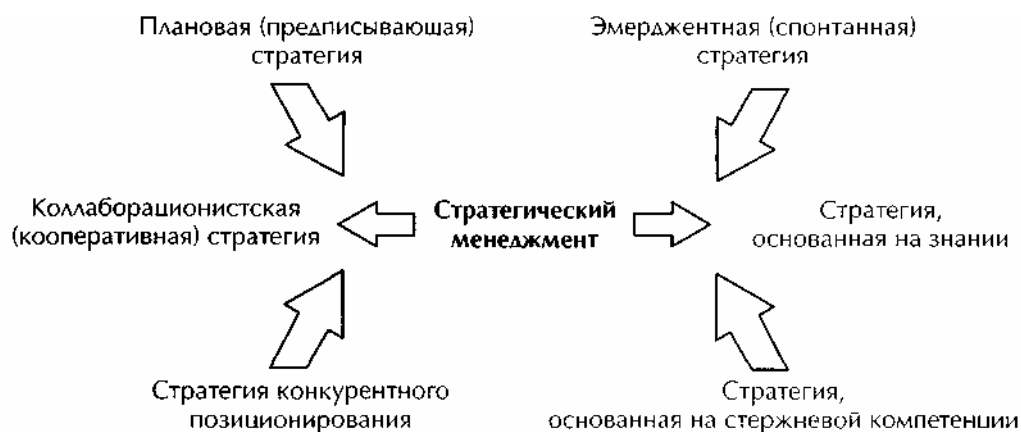 Плановая (предписывающая)
стратегия
Эмерджентная (спонтанная)
стратегия
Коллаборационистская
(кооперативная) стратегия
Стратегический
менеджмент
Стратегия,
основанная на знании
Стратегия конкурентного
позиционирования
Стратегия,
основанная на стержневой компетенции